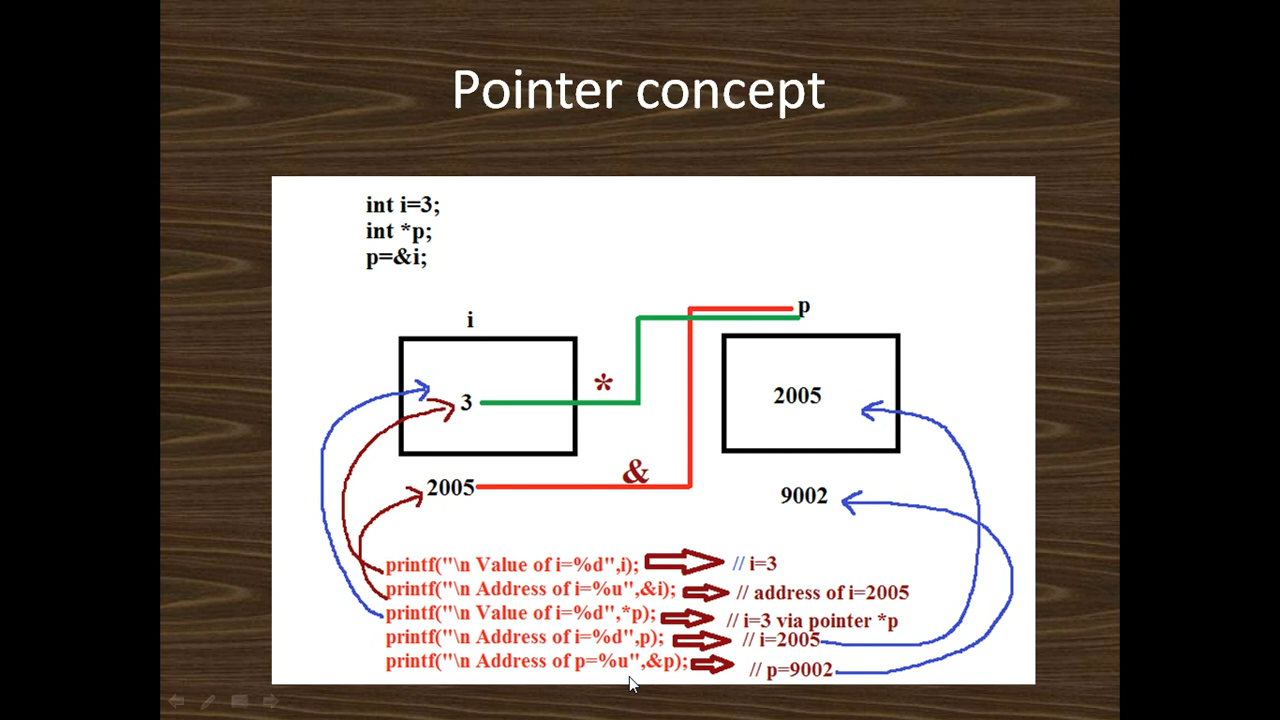 Pointer concept
int i=3;
int *p;
p=&i;
i
p
3
*
2005
2005
&
9002
printf("\n Value of i=%d",i); // i=3
printf("\n Address of i=%u",&i); // address of i=2005
printf("\n Value of i=%d",*p); // i=3 via pointer *p
printf("\n Address of i=%d",p); // i=2005
printf("\n Address of p=%u",&p); // p=9002